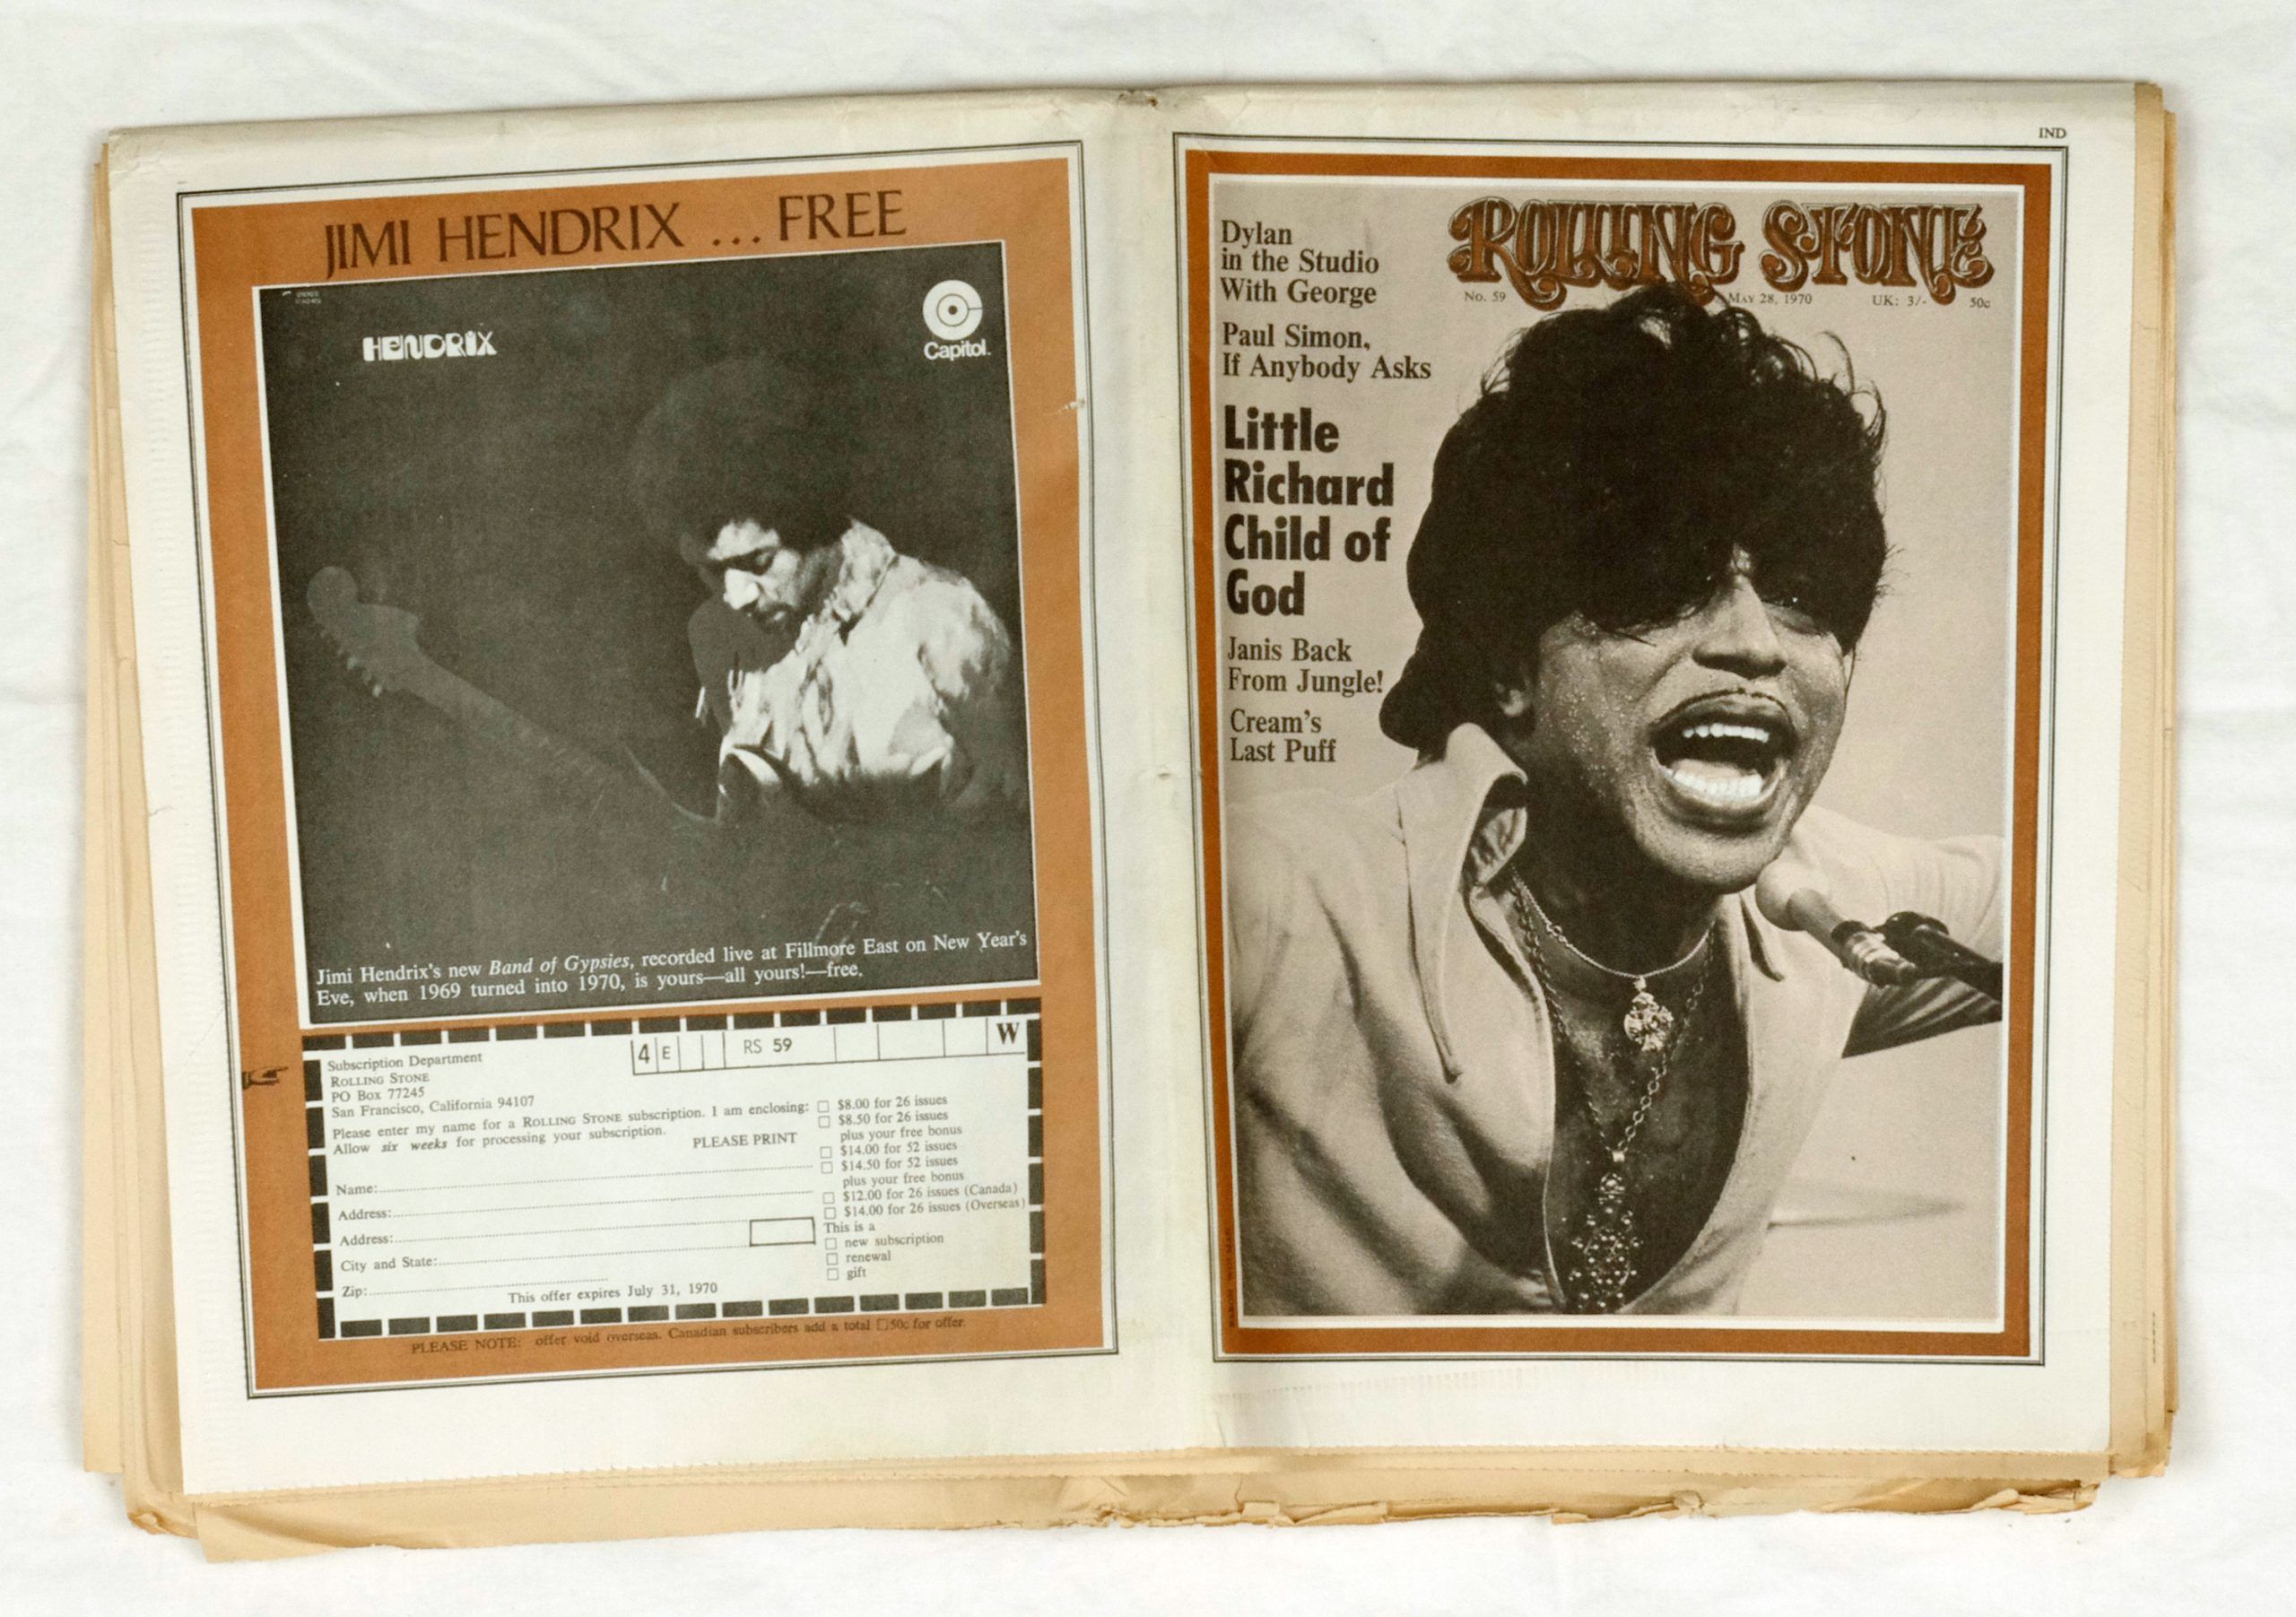 JIMI HENDRIX ... FREE
HENDRIX
Capitol.
Jimi Hendrix's new Band of Gypsies, recorded live at Fillmore East on New Year's
Eve, when 1969 turned into 1970, is yours—all yours!—free.
4 E RS 59 W
Subscription Department
ROLLING STONE
PO Box 77245
San Francisco, California 94107
Please enter my name for a ROLLING STONE subscription. I am enclosing:
Allow six weeks for processing your subscription.
PLEASE PRINT
Name:
Address:
Address:
City and State:
Zip:
This offer expires July 31, 1970
$8.00 for 26 issues
$8.50 for 26 issues
plus your free bonus
$14.00 for 52 issues
$14.50 for 52 issues
plus your free bonus
$12.00 for 26 issues (Canada)
$14.00 for 26 issues (Overseas)
This is a
new subscription
renewal
gift
PLEASE NOTE: offer void overseas. Canadian subscribers add a total 50c for offer.
IND
ROLLING STONE
No. 59 MAY 28, 1970 UK: 3/- 50c
Dylan
in the Studio
With George
Paul Simon,
If Anybody Asks
Little
Richard
Child of
God
Janis Back
From Jungle!
Cream's
Last Puff